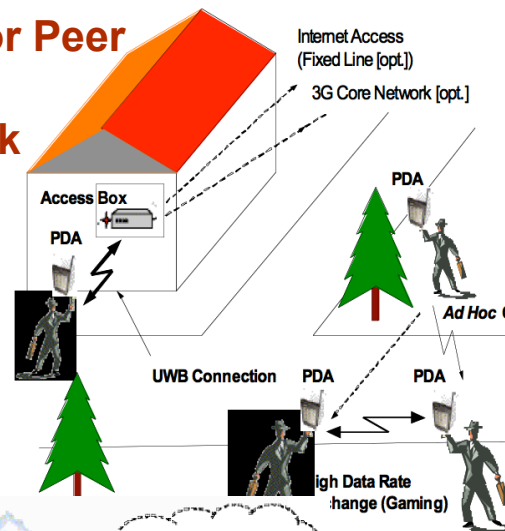 or Peer
k
Internet Access
(Fixed Line [opt.])
3G Core Network [opt.]
Access Box
PDA
PDA
Ad Hoc
UWB Connection
PDA
PDA
igh Data Rate
change (Gaming)